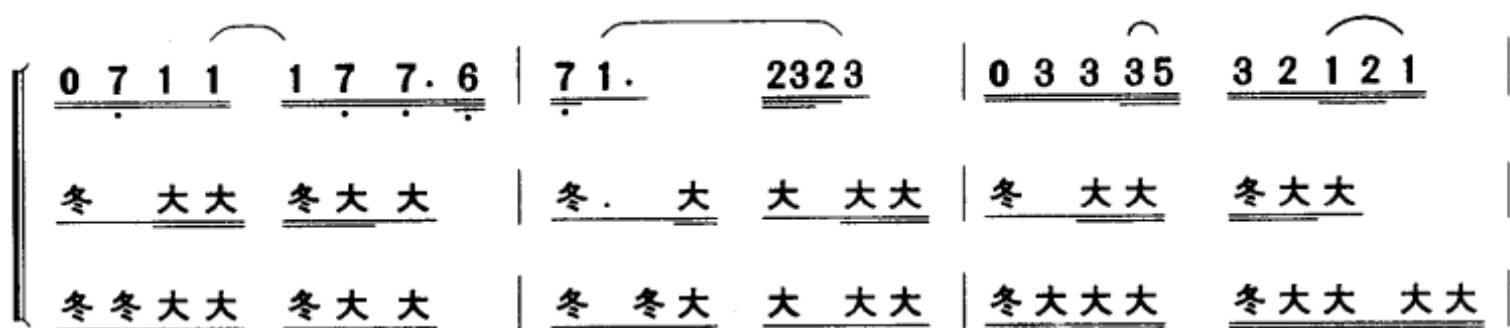 0 7 1 1 1 7 7. 6 | 7 1. 2323 | 0 3 3 35 3 2 1 2 1 |
冬 大大 冬大大 | 冬. 大 大 大大 | 冬 大大 冬大大 |
冬冬大大 冬大大 | 冬 冬大 大 大大 | 冬大大大 冬大大 大大 |